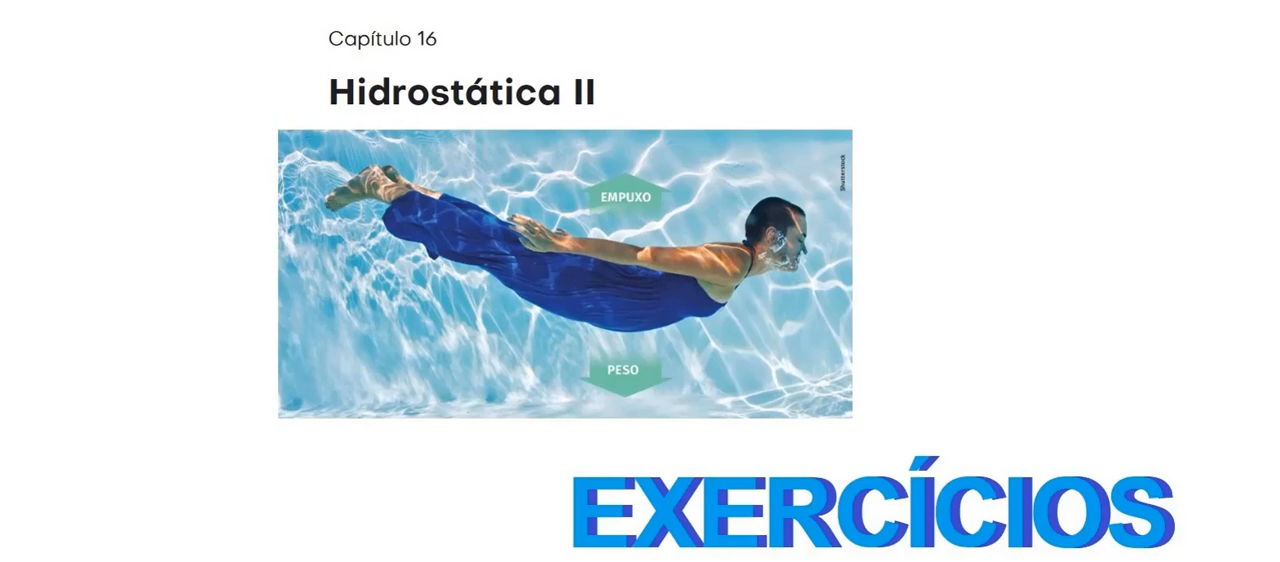 Capítulo 16
Hidrostática II
Shutterstock
EMPUXO
PESO
EXERCÍCIOS